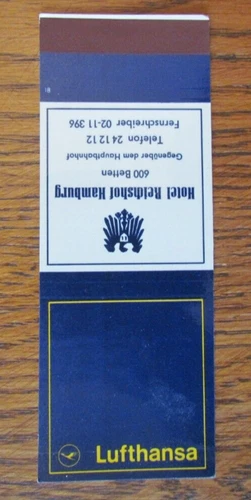 Hotel Reichshof Hamburg
600 Betten
Gegenüber dem Hauptbahnhof
Telefon 24 12 12
Fernschreiber 02-11 396
Lufthansa